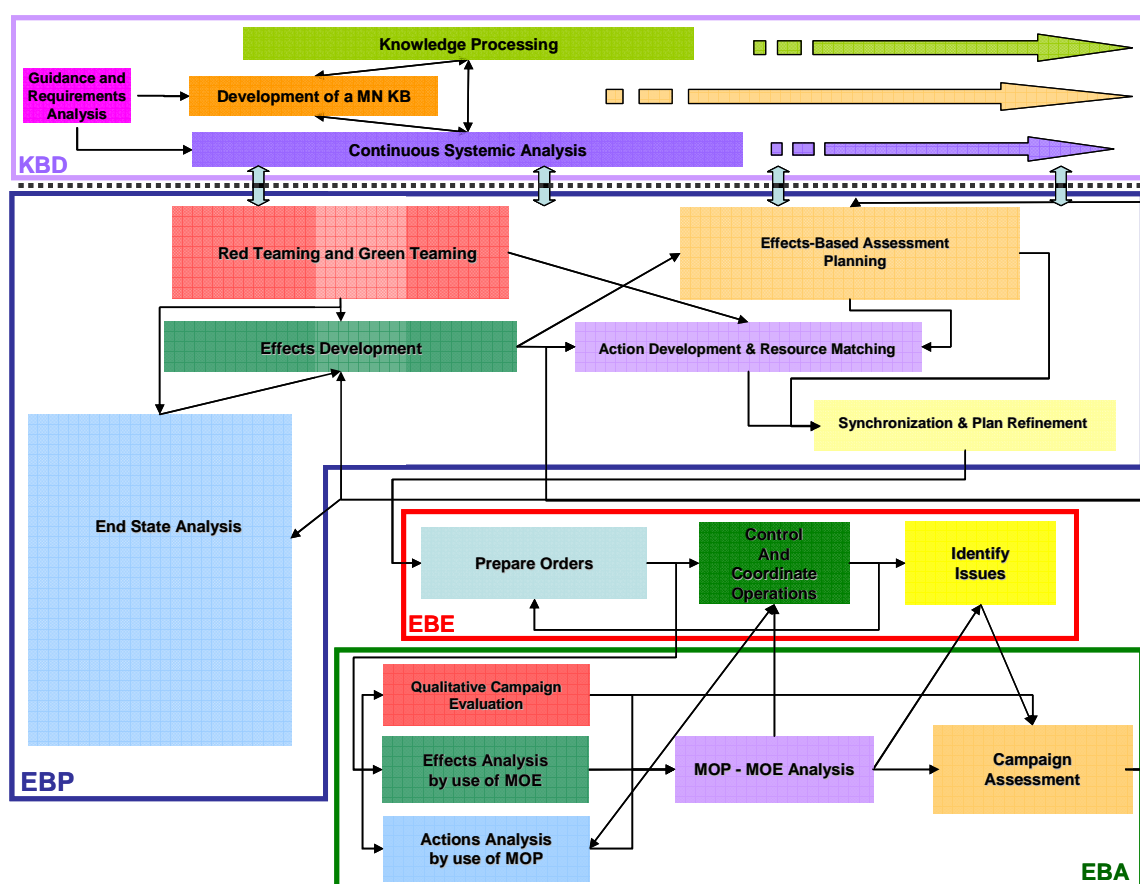 Knowledge Processing
Guidance and
Requirements
Analysis
Development of a MN KB
Continuous Systemic Analysis
KBD
Red Teaming and Green Teaming
Effects-Based Assessment
Planning
Effects Development
Action Development & Resource Matching
Synchronization & Plan Refinement
End State Analysis
Prepare Orders
Control
And
Coordinate
Operations
Identify
Issues
EBE
Qualitative Campaign
Evaluation
Effects Analysis
by use of MOE
MOP - MOE Analysis
Campaign
Assessment
EBP
Actions Analysis
by use of MOP
EBA